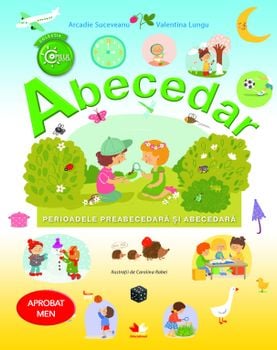 Arcadie Suceveanu Valentina Lungu
COLECȚIA
Abecedar
PERIOADELE PREABECEDARĂ ȘI ABECEDARĂ
Ilustrații de Carolina Rabei
APROBAT
MEN